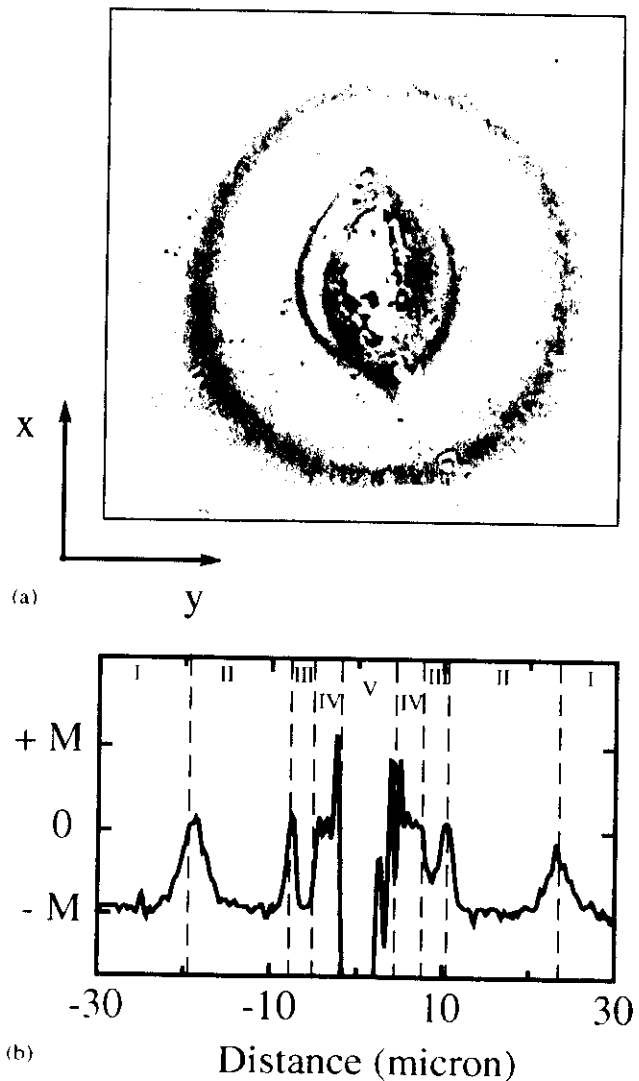 x
(a)
y
I II III IV V IV III II I
+ M
0
- M
-30 -10 10 30
(b)
Distance (micron)